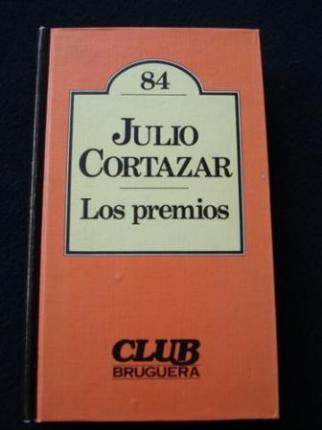 84
JULIO
CORTAZAR
Los premios
CLUB
BRUGUERA